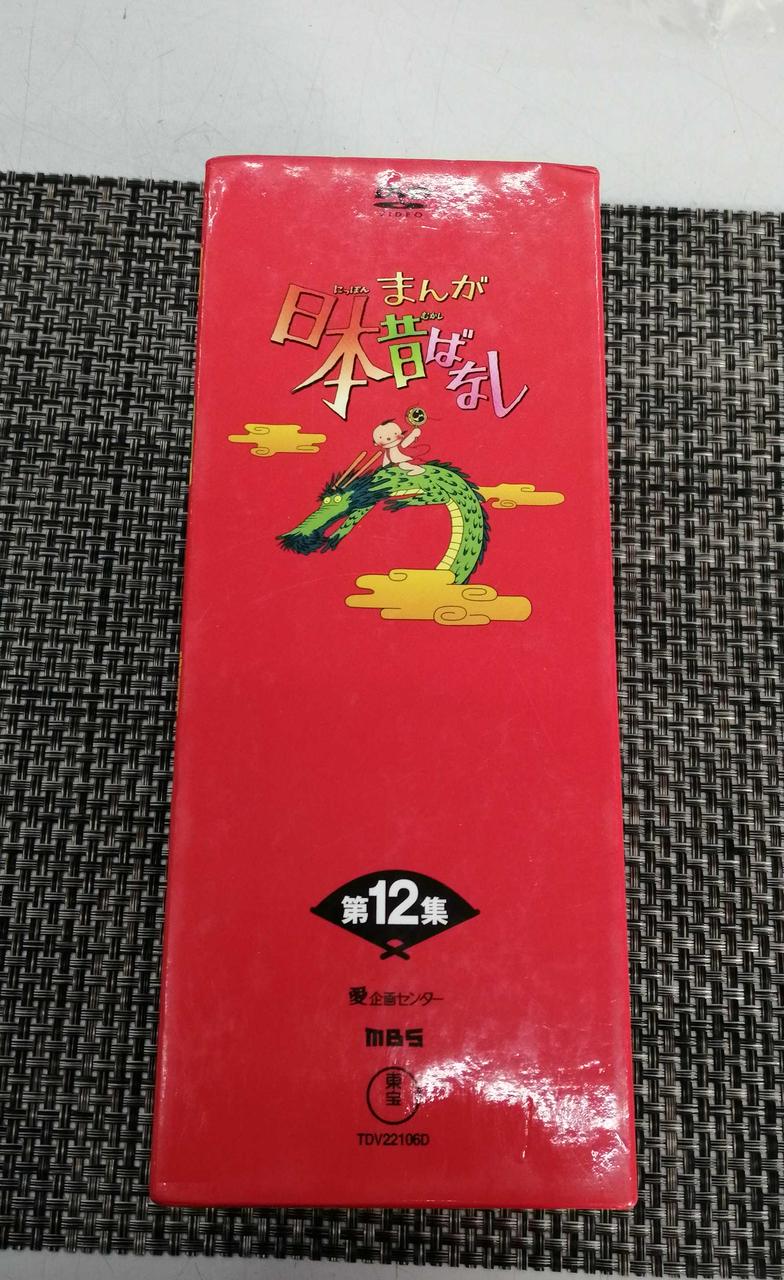 DVD
VIDEO
まんが
にっぽん むかし
日本昔ばなし
第12集
愛企画センター
MBS
東宝
TDV22106D